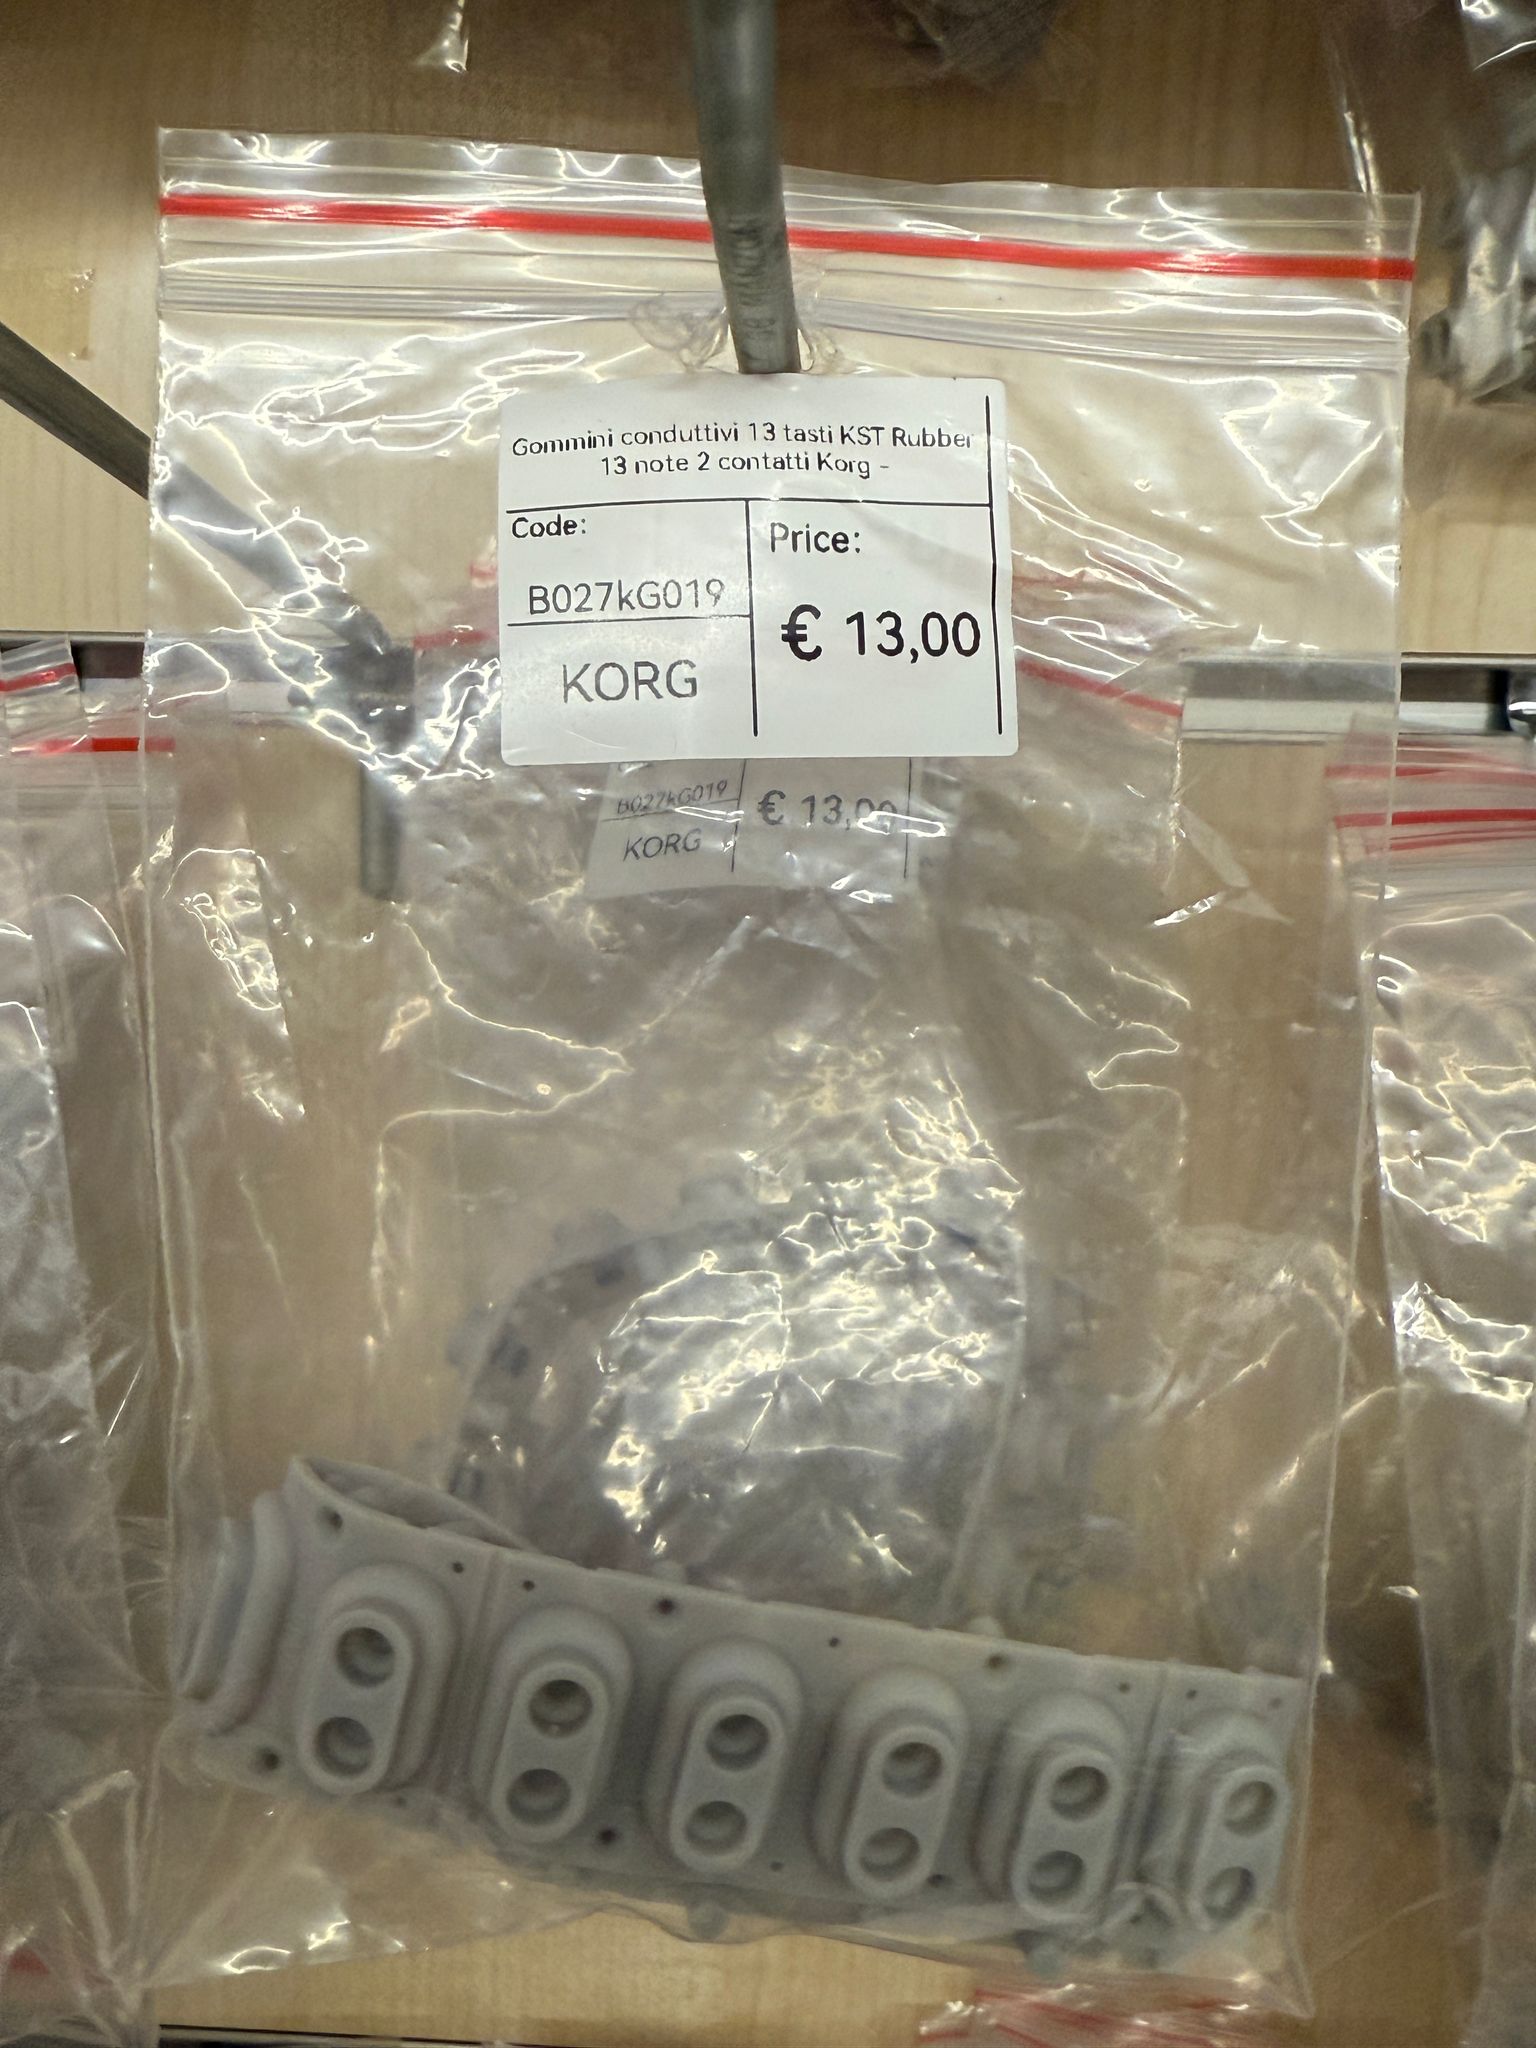 Gommini conduttivi 13 tasti KST Rubber
13 note 2 contatti Korg -
Code:
Price:
B027kG019
€ 13,00
KORG
B027kG019
€ 13,00
KORG